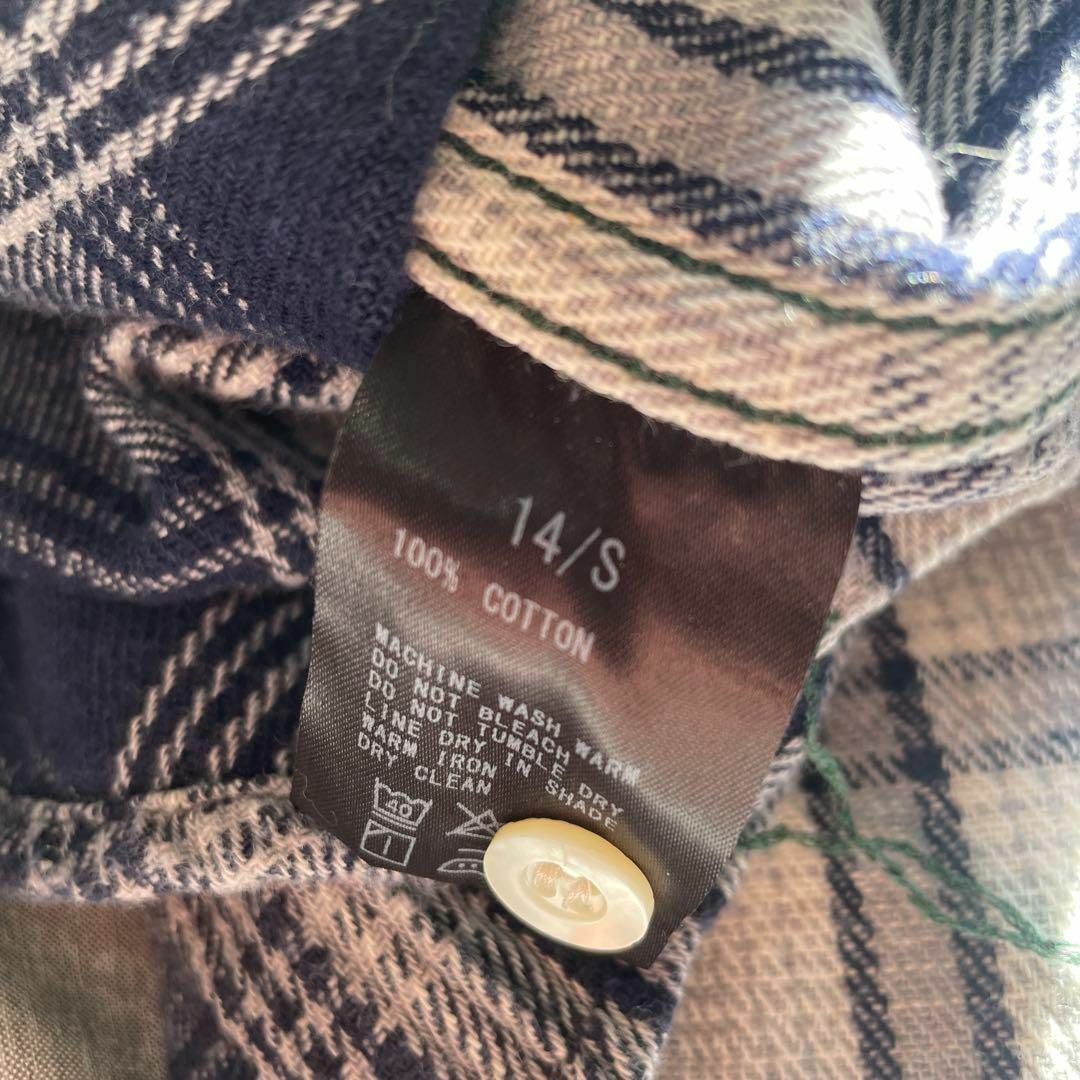 14/S
100% COTTON
MACHINE WASH WARM
DO NOT BLEACH
DO NOT TUMBLE DRY
LINE DRY IN SHADE
WARM IRON
DRY CLEAN
40